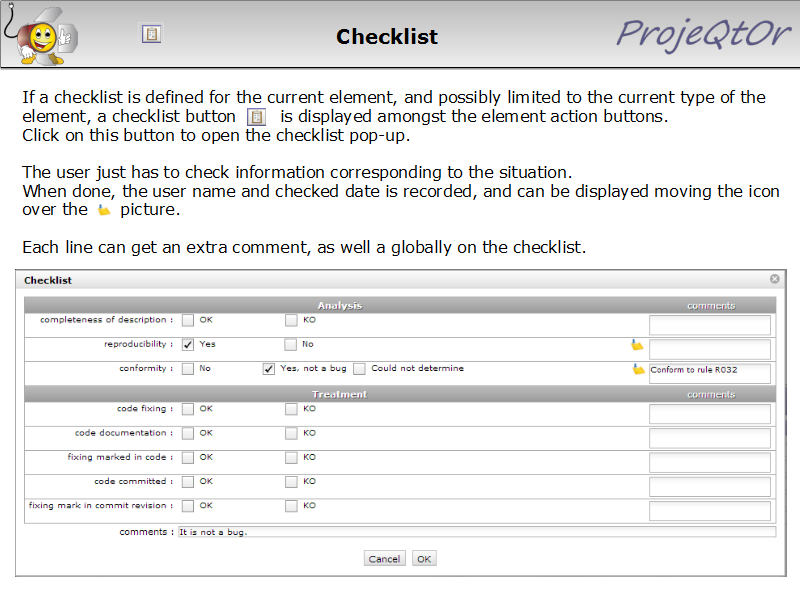 Checklist
ProjeQtOr
If a checklist is defined for the current element, and possibly limited to the current type of the
element, a checklist button is displayed amongst the element action buttons.
Click on this button to open the checklist pop-up.
The user just has to check information corresponding to the situation.
When done, the user name and checked date is recorded, and can be displayed moving the icon
over the picture.
Each line can get an extra comment, as well a globally on the checklist.
Checklist
Analysis comments
completeness of description : OK KO
reproducibility : Yes No
conformity : No Yes, not a bug Could not determine Conform to rule R032
Treatment comments
code fixing : OK KO
code documentation : OK KO
fixing marked in code : OK KO
code committed : OK KO
fixing mark in commit revision : OK KO
comments : It is not a bug.
Cancel OK